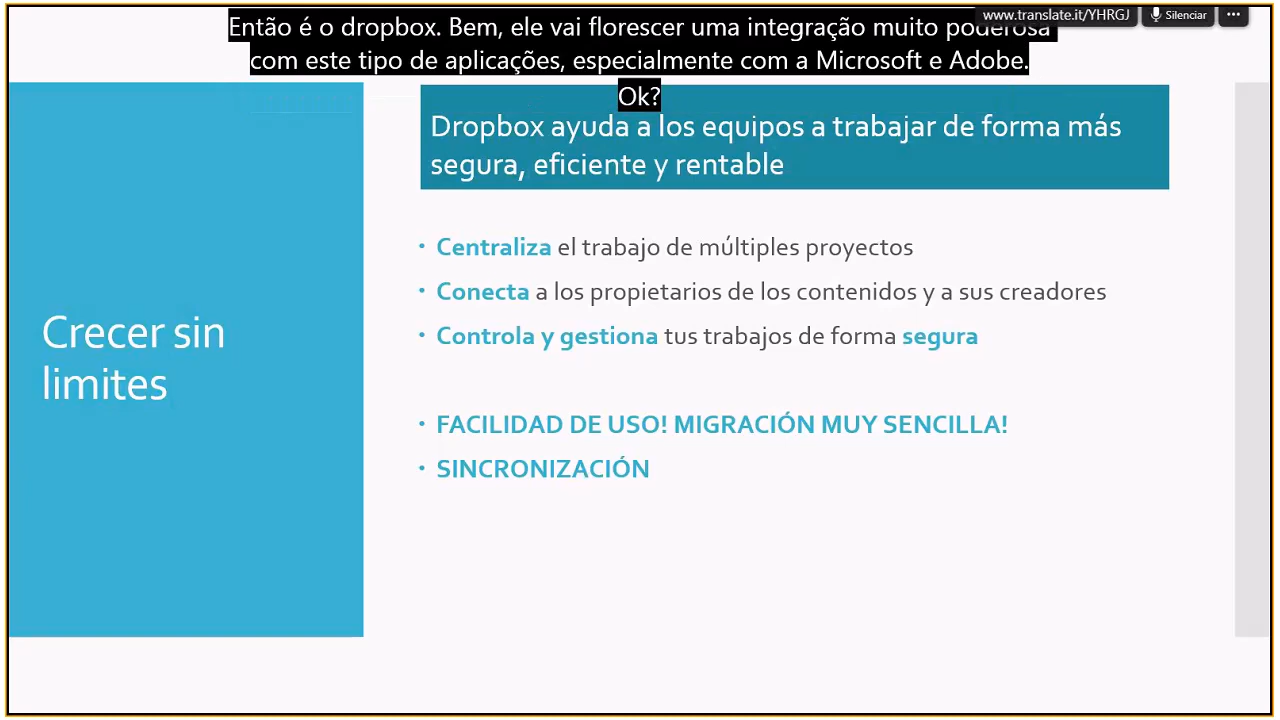 Então é o dropbox. Bem, ele vai florescer uma integração muito poderosa
com este tipo de aplicações, especialmente com a Microsoft e Adobe.
Ok?
www.translate.it/YHRGJ
Silenciar
Dropbox ayuda a los equipos a trabajar de forma más
segura, eficiente y rentable
Crecer sin
limites
• Centraliza el trabajo de múltiples proyectos
• Conecta a los propietarios de los contenidos y a sus creadores
• Controla y gestiona tus trabajos de forma segura
• FACILIDAD DE USO! MIGRACIÓN MUY SENCILLA!
• SINCRONIZACIÓN